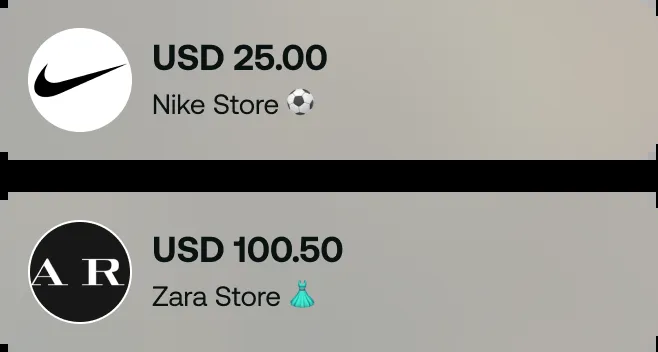 USD 25.00
Nike Store ⚽
A R
USD 100.50
Zara Store 👗